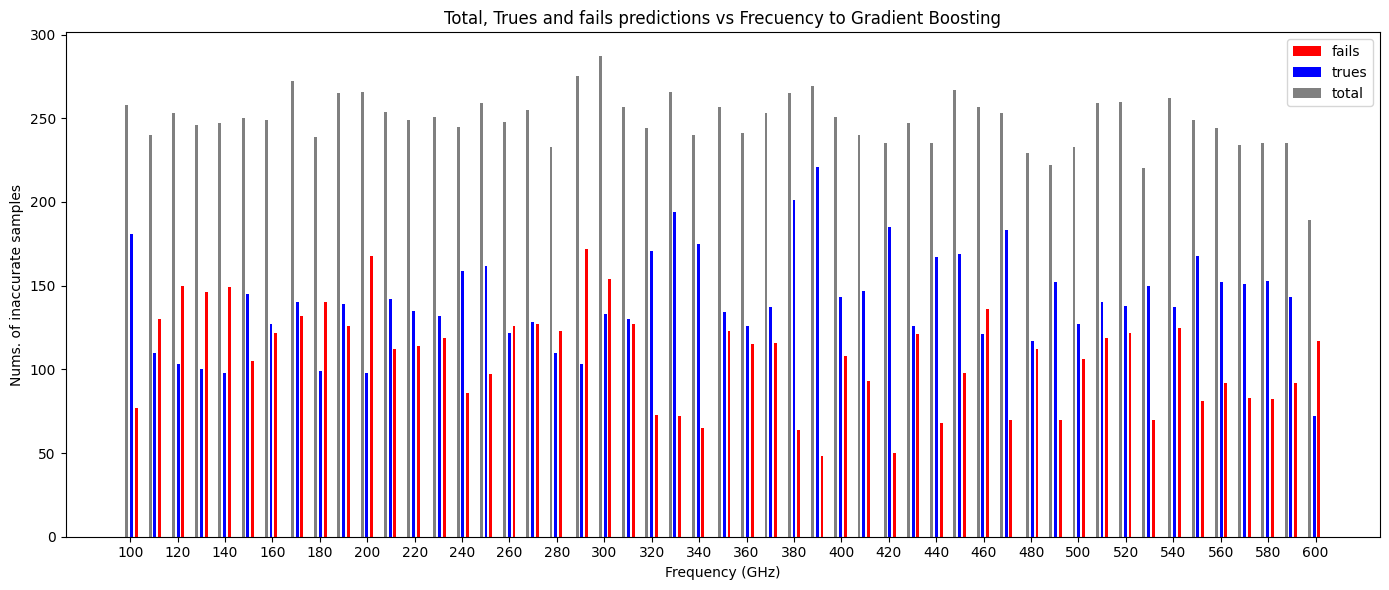 Total, Trues and fails predictions vs Frecuency to Gradient Boosting
fails
trues
total
Nums. of inaccurate samples
300
250
200
150
100
50
0
100 120 140 160 180 200 220 240 260 280 300 320 340 360 380 400 420 440 460 480 500 520 540 560 580 600
Frequency (GHz)